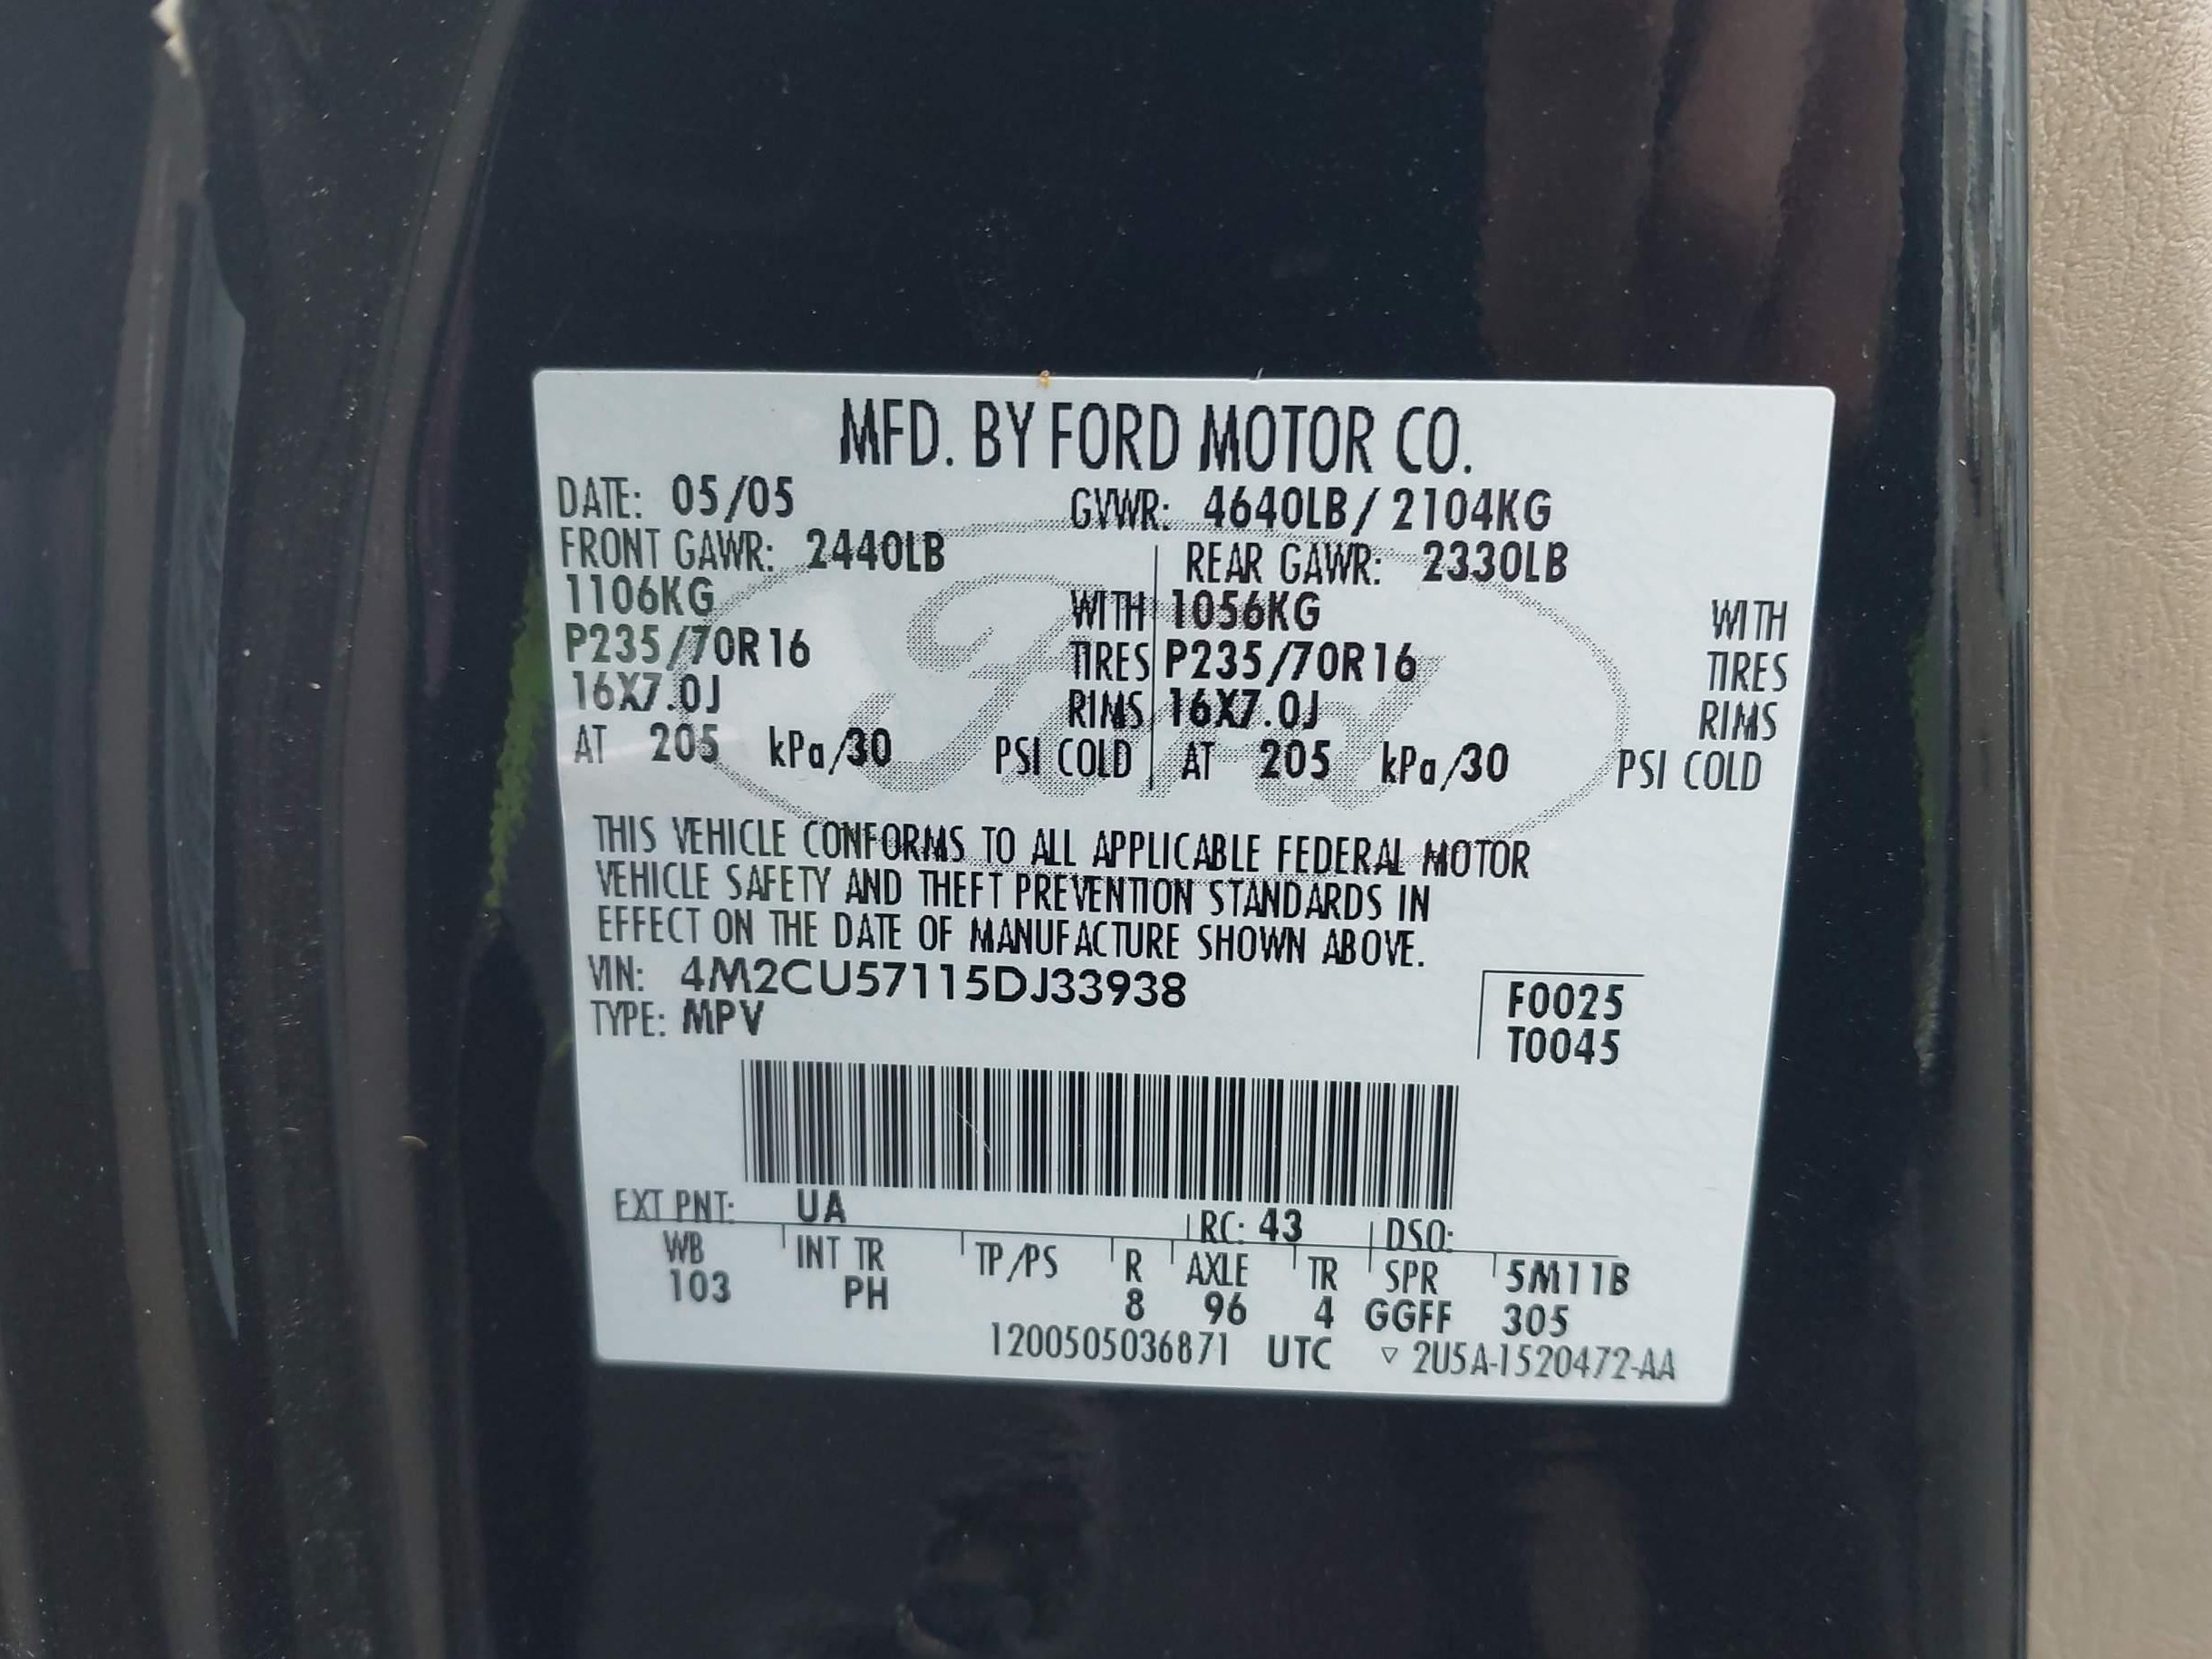 MFD. BY FORD MOTOR CO.
DATE: 05/05 GVWR: 4640LB/ 2104KG
FRONT GAWR: 2440LB REAR GAWR: 2330LB
1106KG WITH 1056KG WITH
P235/70R16 TIRES P235/70R16 TIRES
16X7.0J RIMS 16X7.0J RIMS
AT 205 kPa/30 PSI COLD AT 205 kPa/30 PSI COLD
Ford
THIS VEHICLE CONFORMS TO ALL APPLICABLE FEDERAL MOTOR
VEHICLE SAFETY AND THEFT PREVENTION STANDARDS IN
EFFECT ON THE DATE OF MANUFACTURE SHOWN ABOVE.
VIN: 4M2CU57115DJ33938 F0025
TYPE: MPV T0045
EXT PNT: UA RC: 43 DSO:
WB INT TR TP/PS R AXLE TR SPR 5M11B
103 PH 8 96 4 GGFF 305
1200505036871 UTC ▽ 2U5A-1520472-AA